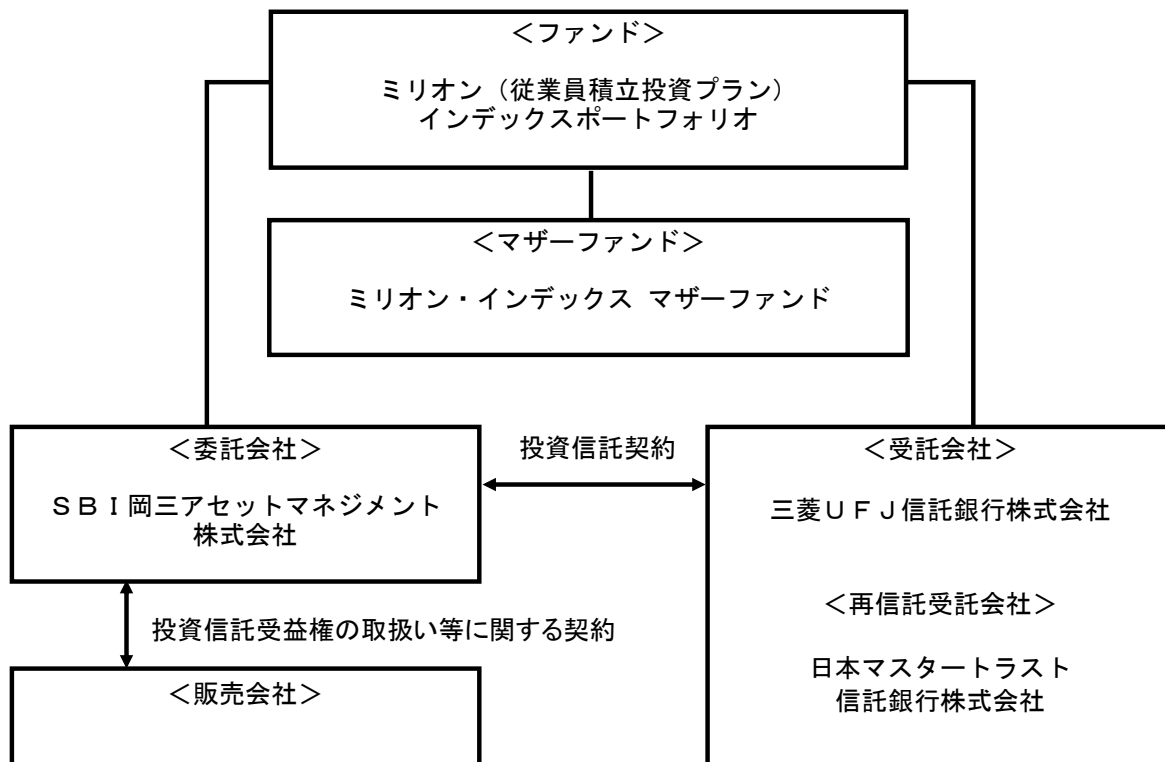 ＜ファンド＞
ミリオン（従業員積立投資プラン）
インデックスポートフォリオ
＜マザーファンド＞
ミリオン・インデックス マザーファンド
＜委託会社＞
ＳＢＩ岡三アセットマネジメント
株式会社
投資信託契約
＜受託会社＞
三菱ＵＦＪ信託銀行株式会社
＜再信託受託会社＞
日本マスタートラスト
信託銀行株式会社
投資信託受益権の取扱い等に関する契約
＜販売会社＞